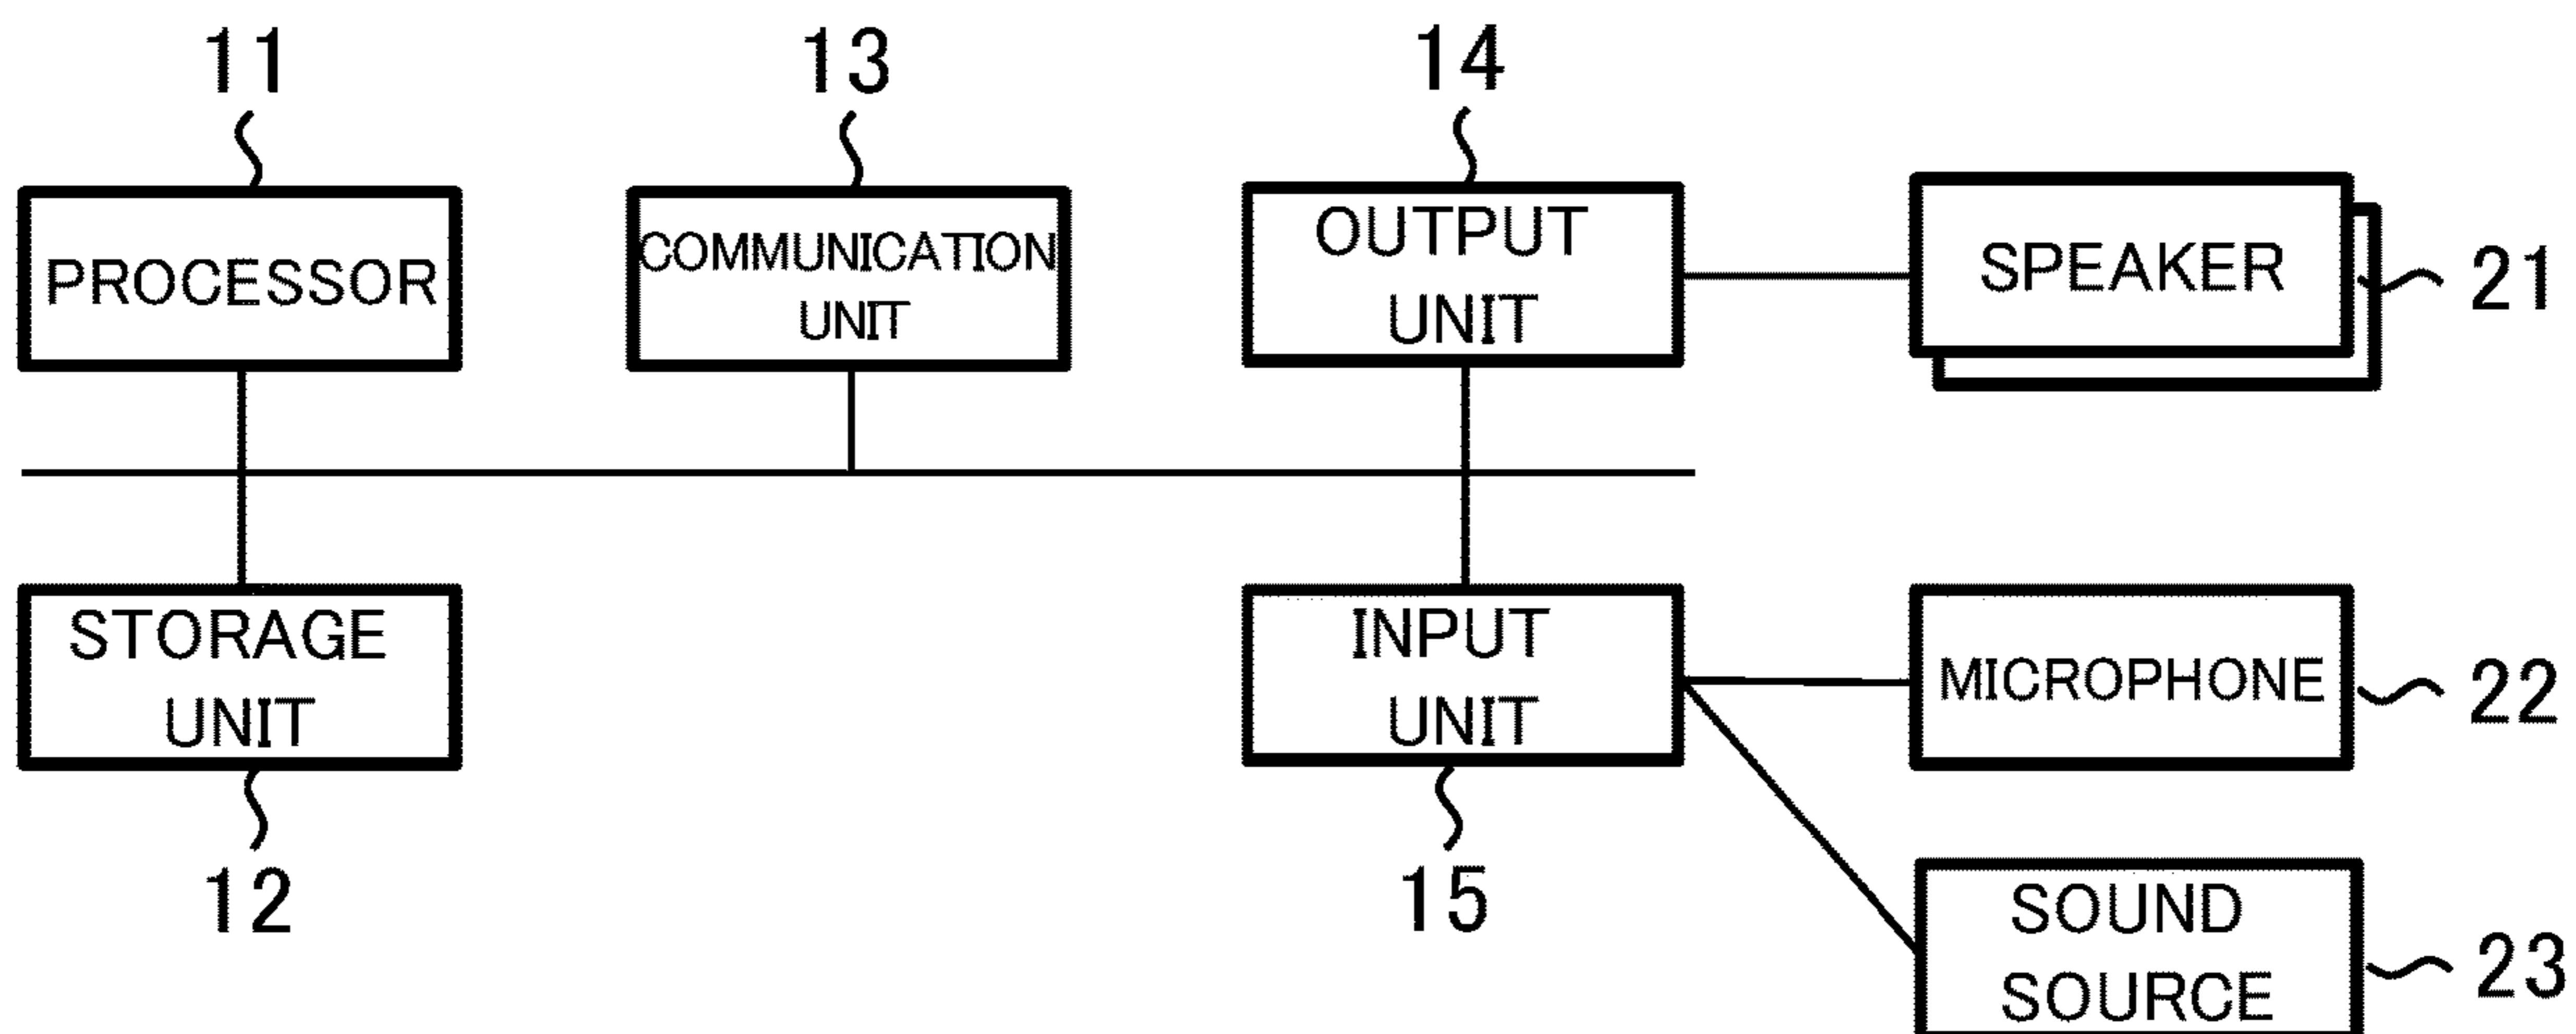 11
13
14
PROCESSOR
COMMUNICATION
UNIT
OUTPUT
UNIT
SPEAKER
21
STORAGE
UNIT
INPUT
UNIT
MICROPHONE
22
12
15
SOUND
SOURCE
23